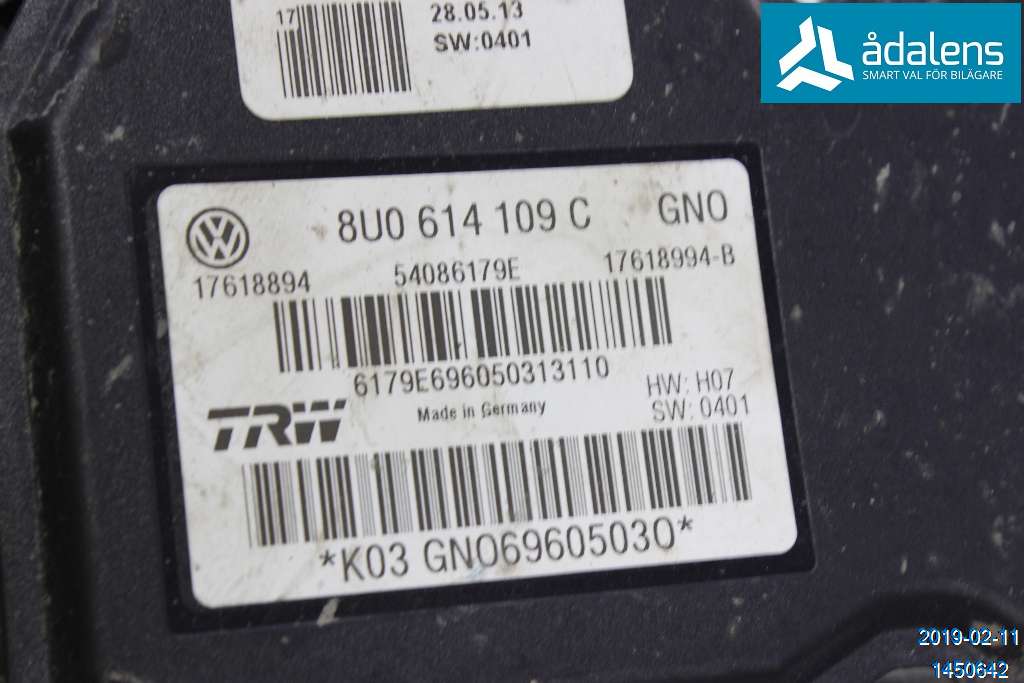 17
28.05.13
SW:0401
ådalens
SMART VAL FÖR BILÄGARE
8U0 614 109 C GNO
17618894 54086179E 17618994-B
6179E696050313110
TRW Made in Germany HW: H07
SW: 0401
*K03 GNO69605030*
2019-02-11
1450642